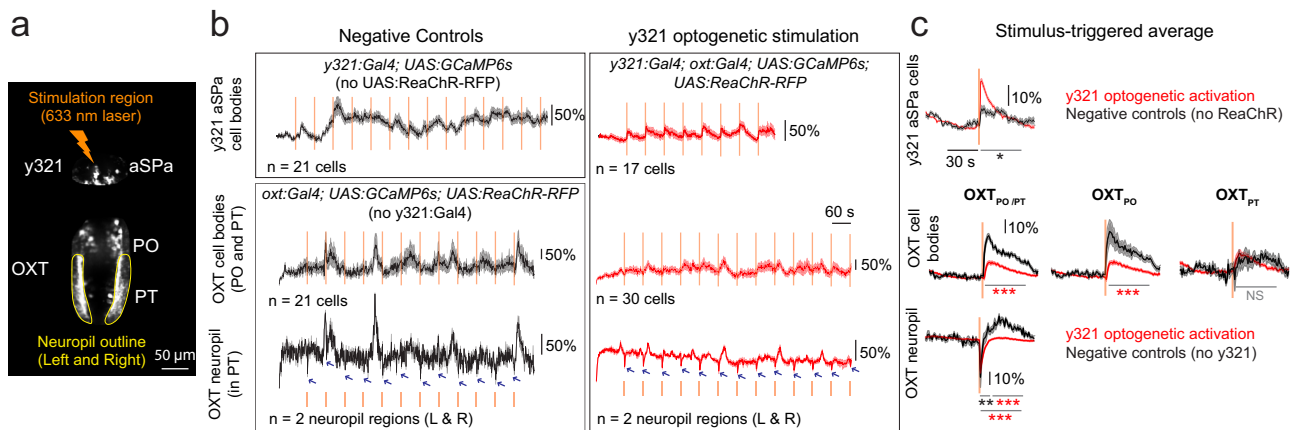 a
Stimulation region
(633 nm laser)
y321
aSPa
PO
OXT
PT
Neuropil outline
(Left and Right)
50 µm
b
Negative Controls
y321 optogenetic stimulation
y321 aSPa
cell bodies
y321:Gal4; UAS:GCaMP6s
(no UAS:ReaChR-RFP)
50%
n = 21 cells
y321:Gal4; oxt:Gal4; UAS:GCaMP6s;
UAS:ReaChR-RFP
50%
n = 17 cells
OXT cell bodies
(PO and PT)
oxt:Gal4; UAS:GCaMP6s; UAS:ReaChR-RFP
(no y321:Gal4)
50%
n = 21 cells
60 s
50%
n = 30 cells
OXT neuropil
(in PT)
50%
n = 2 neuropil regions (L & R)
50%
n = 2 neuropil regions (L & R)
c
Stimulus-triggered average
y321 aSPa cells
10%
y321 optogenetic activation
Negative controls (no ReaChR)
30 s
*
OXT PO /PT
OXT PO
OXT PT
OXT cell
bodies
10%
***
***
NS
OXT neuropil
y321 optogenetic activation
Negative controls (no y321)
10%
** ***
***